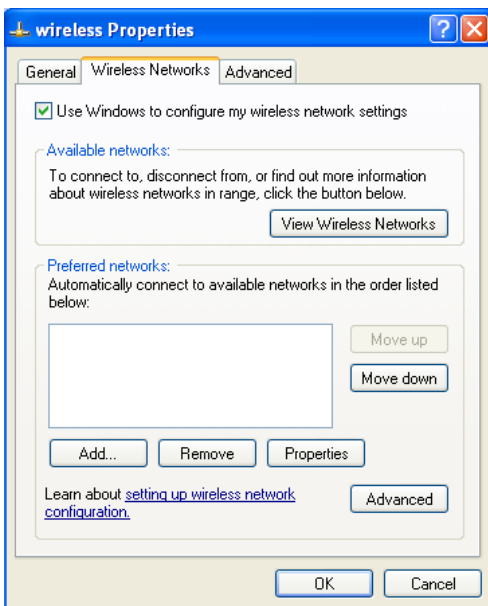 wireless Properties
General
Wireless Networks
Advanced
Use Windows to configure my wireless network settings
Available networks:
To connect to, disconnect from, or find out more information
about wireless networks in range, click the button below.
View Wireless Networks
Preferred networks:
Automatically connect to available networks in the order listed
below:
Move up
Move down
Add...
Remove
Properties
Learn about setting up wireless network
configuration.
Advanced
OK
Cancel